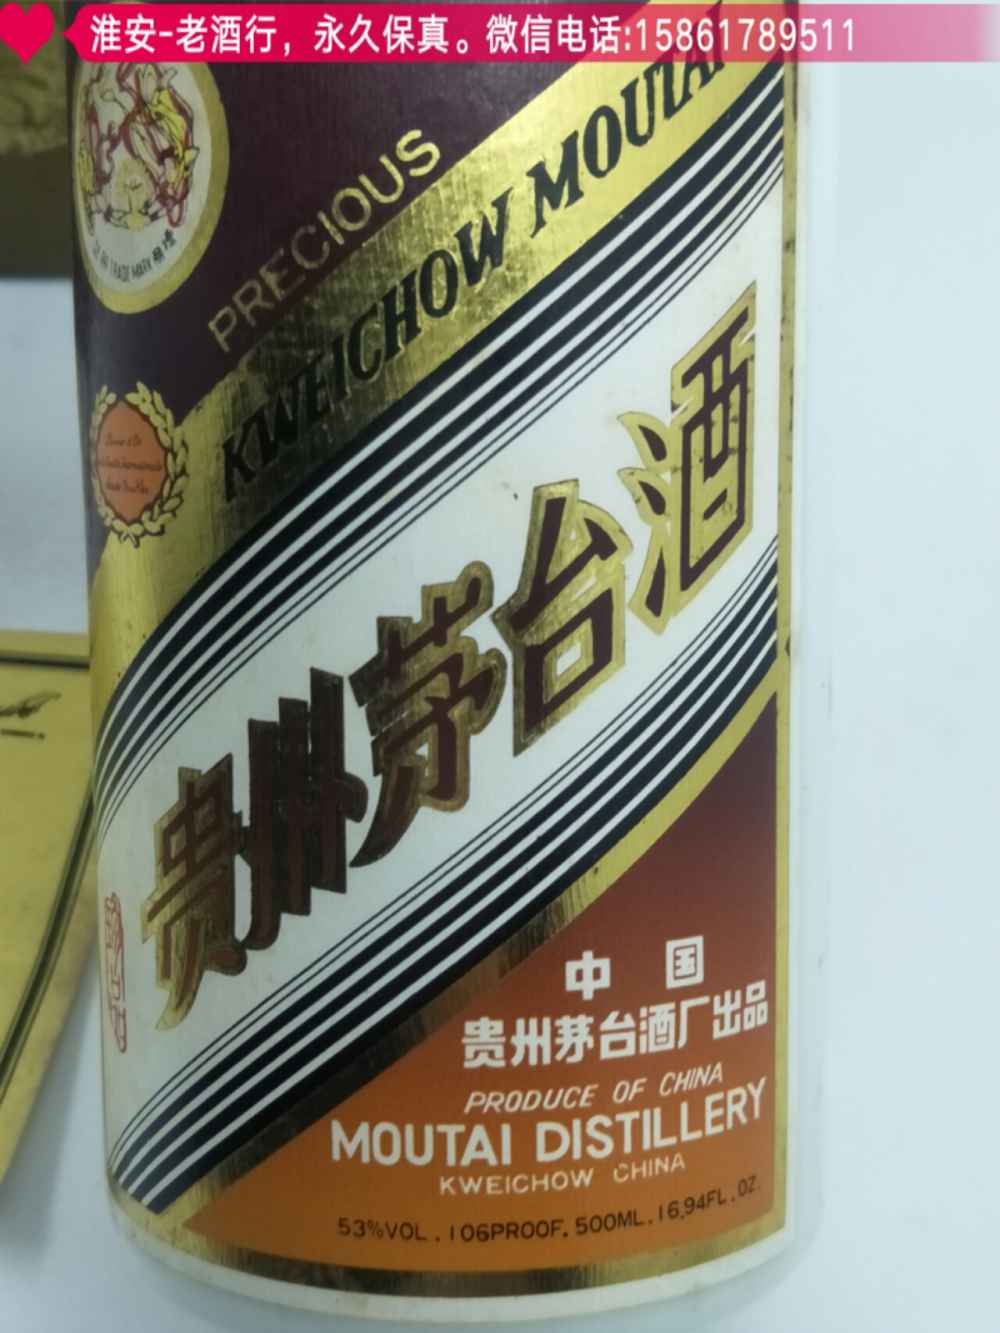 淮安-老酒行，永久保真。微信电话:15861789511
TRADE MARK
PRECIOUS
KWEICHOW MOUTAI
贵州茅台酒
中国
贵州茅台酒厂出品
PRODUCE OF CHINA
MOUTAI DISTILLERY
KWEICHOW CHINA
53%VOL. 106PROOF. 500ML. 16.94FL.OZ.